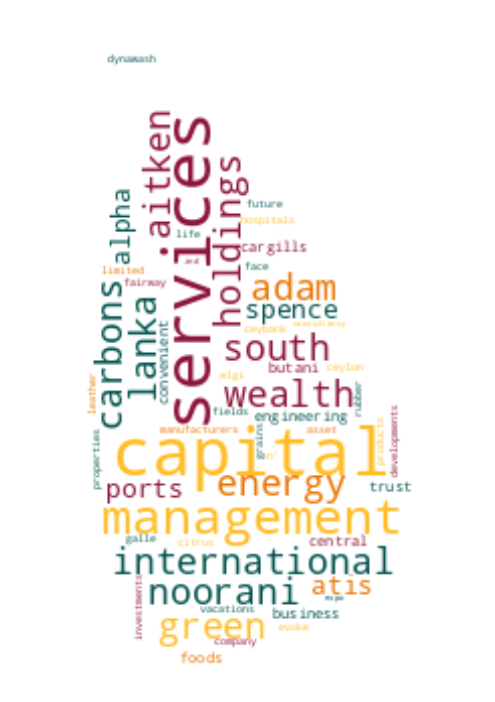 dynawash
aitken
services
holdings
alpha
future
hospitals
life
cargills
and
face
limited
fairway
adam
carbons
lanka
spence
consultancy
ceybank
convenient
south
butani
ceylon
elgi
leather
wealth
rubber
fields
engineering
manufacturers
asset
grains
developments
products
properties
capital
n'
energy
ports
trust
management
galle
citrus
central
international
noorani
atis
investments
vacations
business
green
evoke
company
foods